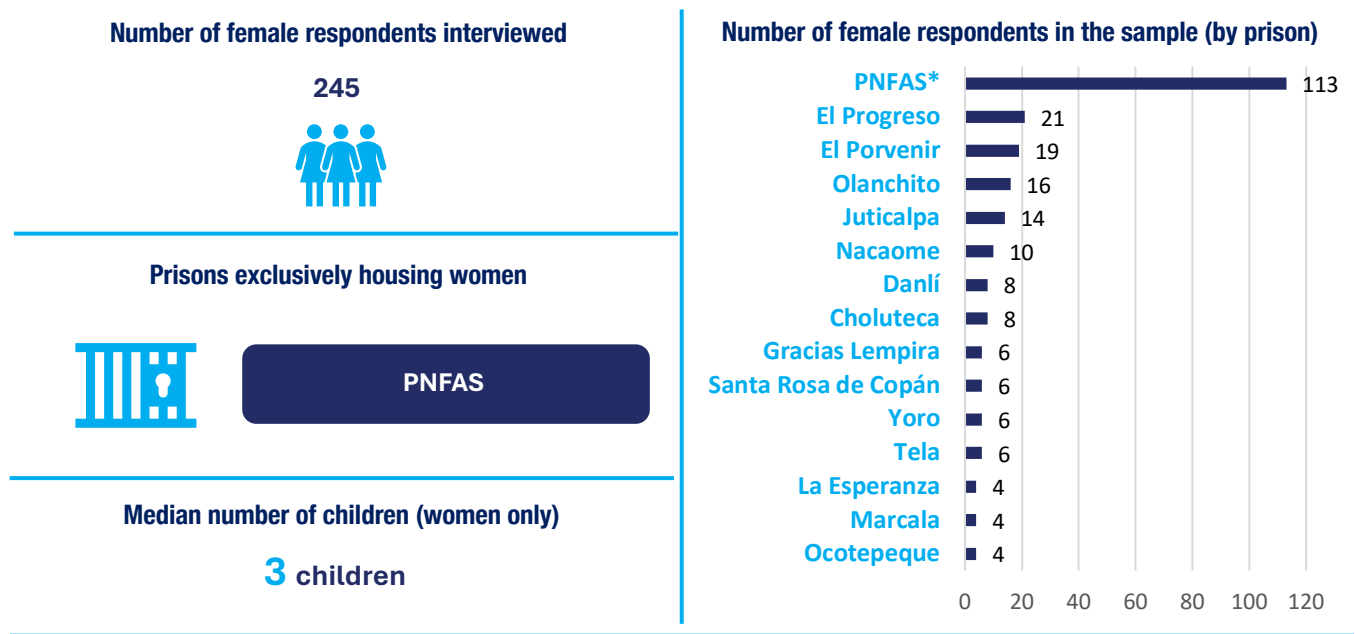 Number of female respondents interviewed
245
Prisons exclusively housing women
PNFAS
Median number of children (women only)
3 children
Number of female respondents in the sample (by prison)
PNFAS* 113
El Progreso 21
El Porvenir 19
Olanchito 16
Juticalpa 14
Nacaome 10
Danlí 8
Choluteca 8
Gracias Lempira 6
Santa Rosa de Copán 6
Yoro 6
Tela 6
La Esperanza 4
Marcala 4
Ocotepeque 4
0 20 40 60 80 100 120